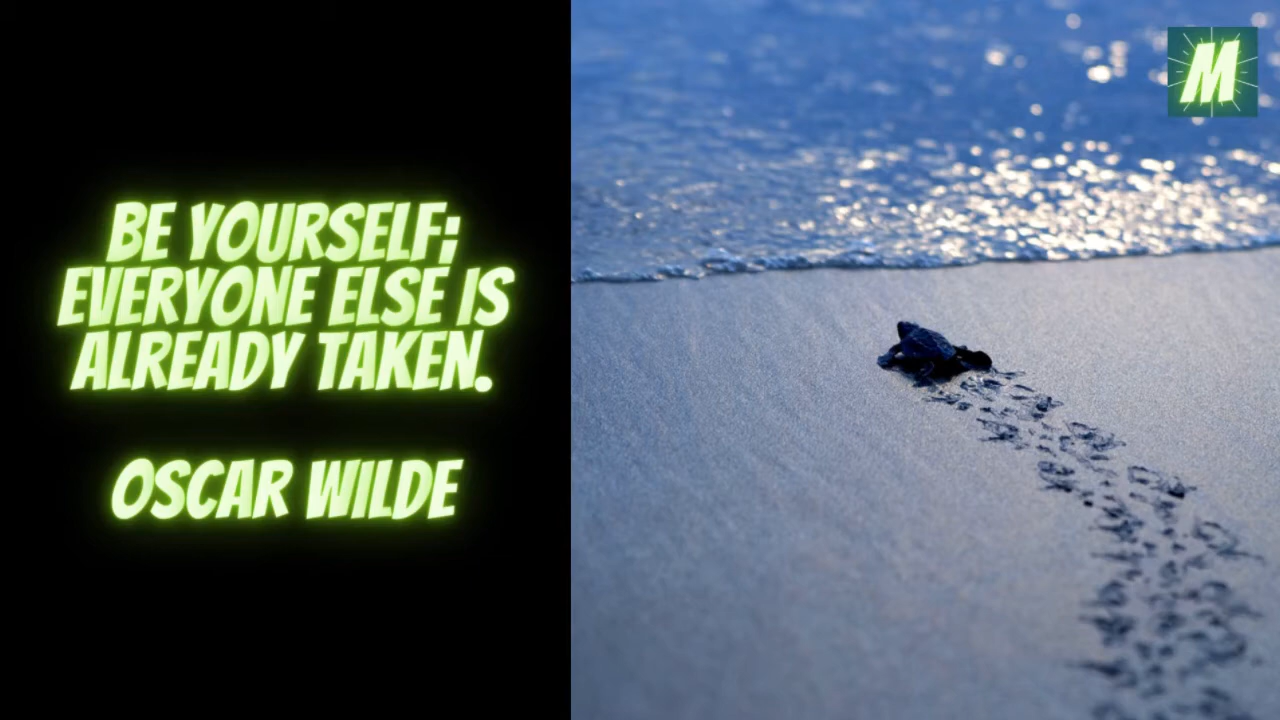 BE YOURSELF;
EVERYONE ELSE IS
ALREADY TAKEN.
OSCAR WILDE
M